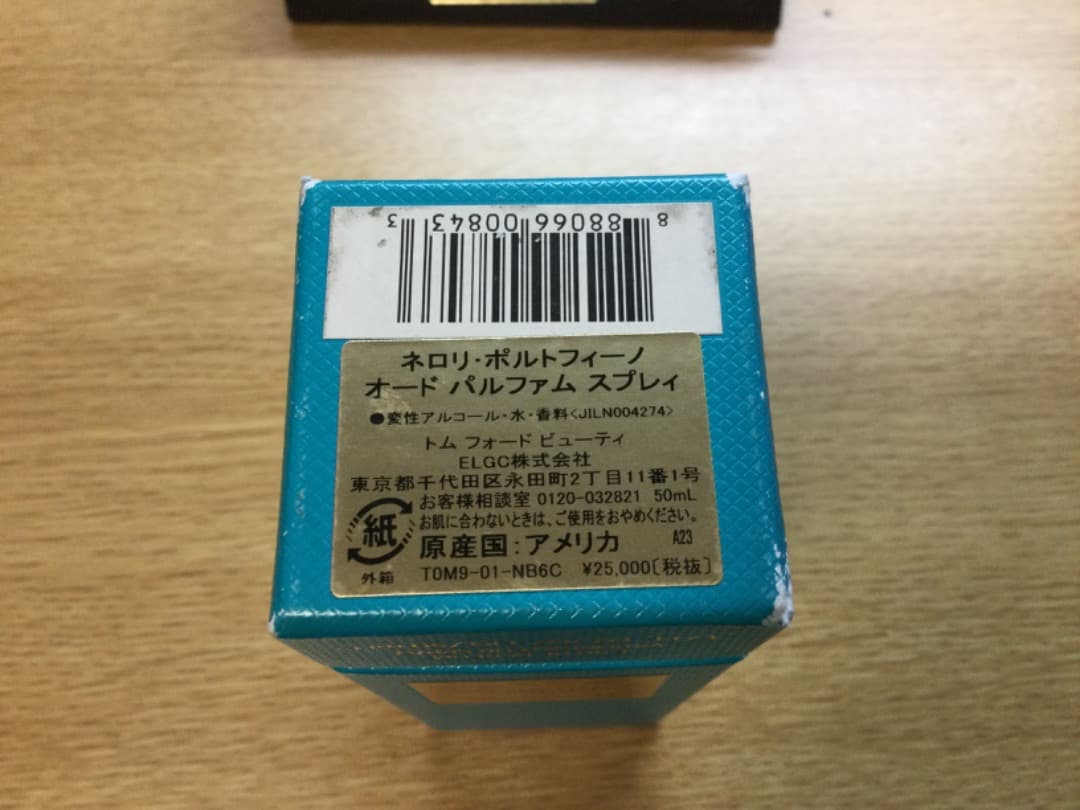 8 88066 00843 3
ネロリ・ポルトフィーノ
オード パルファム スプレィ
●変性アルコール・水・香料<JILN004274>
トム フォード ビューティ
ELGC株式会社
東京都千代田区永田町2丁目11番1号
お客様相談室 0120-032821 50mL
お肌に合わないときは、ご使用をおやめください。
紙
外箱
原産国:アメリカ A23
T0M9-01-NB6C ¥25,000[税抜]